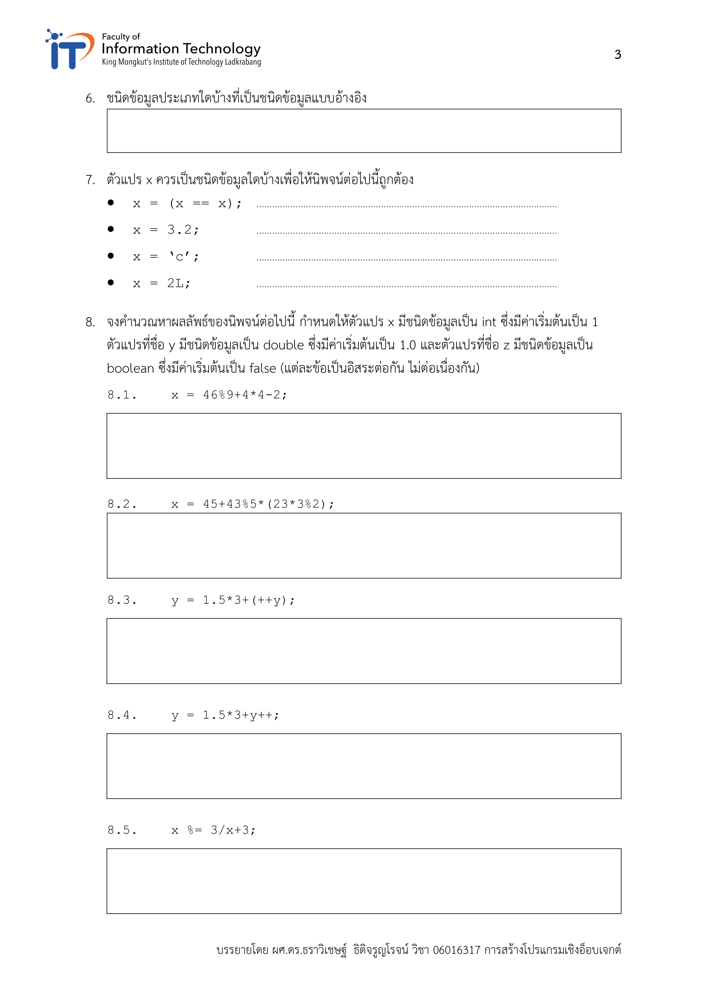 Faculty of
Information Technology
King Mongkut's Institute of Technology Ladkrabang
3
6. ชนิดข้อมูลประเภทใดบ้างที่เป็นชนิดข้อมูลแบบอ้างอิง
7. ตัวแปร x ควรเป็นชนิดข้อมูลใดบ้างเพื่อให้นิพจน์ต่อไปนี้ถูกต้อง
● x = (x == x); ........................................................................................................................
● x = 3.2; ........................................................................................................................
● x = ‘c’; ........................................................................................................................
● x = 2L; ........................................................................................................................
8. จงคำนวณหาผลลัพธ์ของนิพจน์ต่อไปนี้ กำหนดให้ตัวแปร x มีชนิดข้อมูลเป็น int ซึ่งมีค่าเริ่มต้นเป็น 1
ตัวแปรที่ชื่อ y มีชนิดข้อมูลเป็น double ซึ่งมีค่าเริ่มต้นเป็น 1.0 และตัวแปรที่ชื่อ z มีชนิดข้อมูลเป็น
boolean ซึ่งมีค่าเริ่มต้นเป็น false (แต่ละข้อเป็นอิสระต่อกัน ไม่ต่อเนื่องกัน)
8.1. x = 46%9+4*4-2;
8.2. x = 45+43%5*(23*3%2);
8.3. y = 1.5*3+(++y);
8.4. y = 1.5*3+y++;
8.5. x %= 3/x+3;
บรรยายโดย ผศ.ดร.ธราวิเชษฐ์ ธิติจรูญโรจน์ วิชา 06016317 การสร้างโปรแกรมเชิงอ็อบเจกต์